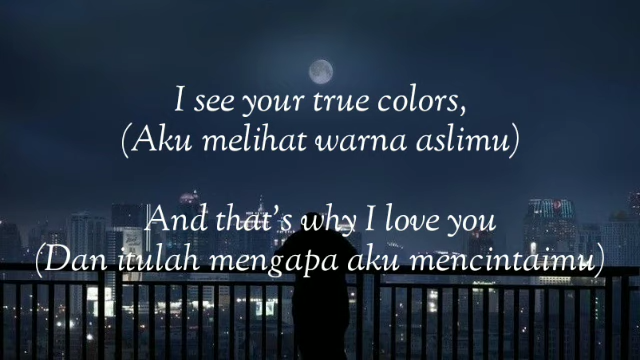 I see your true colors,
(Aku melihat warna aslimu)
And that's why I love you
(Dan itulah mengapa aku mencintaimu)